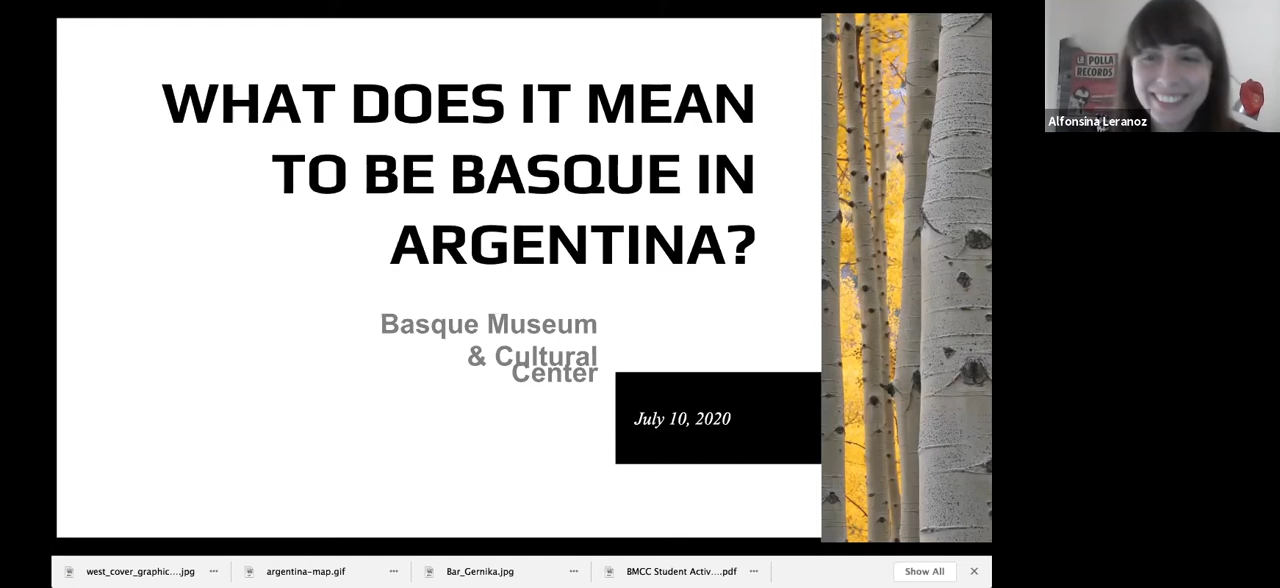 WHAT DOES IT MEAN
TO BE BASQUE IN
ARGENTINA?
Basque Museum
& Cultural
Center
July 10, 2020
LA POLLA
RECORDS
Alfonsina Leranoz
west_cover_graphic....jpg
argentina-map.gif
Bar_Gernika.jpg
BMCC Student Activ....pdf
Show All